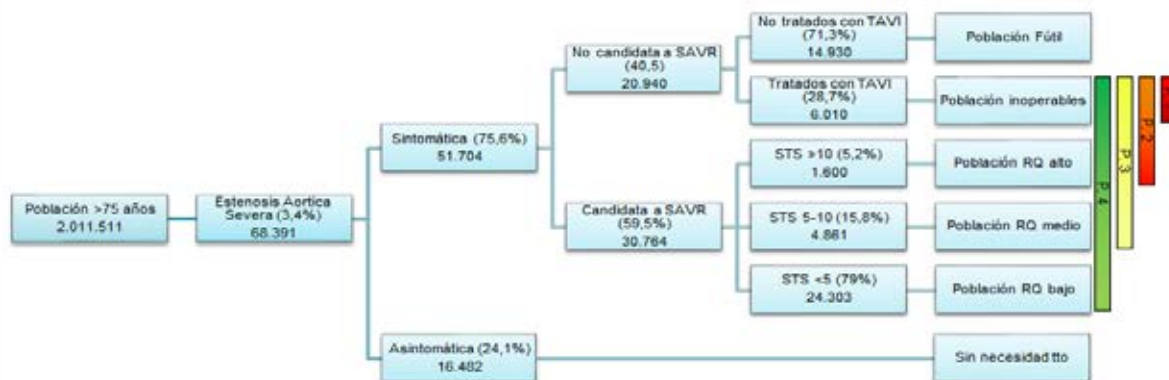 No tratados con TAVI
(71,3%)
14.930
Población Fútil
No candidata a SAVR
(40,5)
20.940
Tratados con TAVI
(28,7%)
6.010
Población inoperables
Sintomática (75,6%)
51.704
STS >10 (5,2%)
1.600
Población RQ alto
Población >75 años
2.011.511
Estenosis Aortica
Severa (3,4%)
68.391
Candidata a SAVR
(59,5%)
30.764
STS 5-10 (15,8%)
4.861
Población RQ medio
STS <5 (79%)
24.303
Población RQ bajo
Asintomática (24,1%)
16.482
Sin necesidad tto
P.4
P.3
P.2